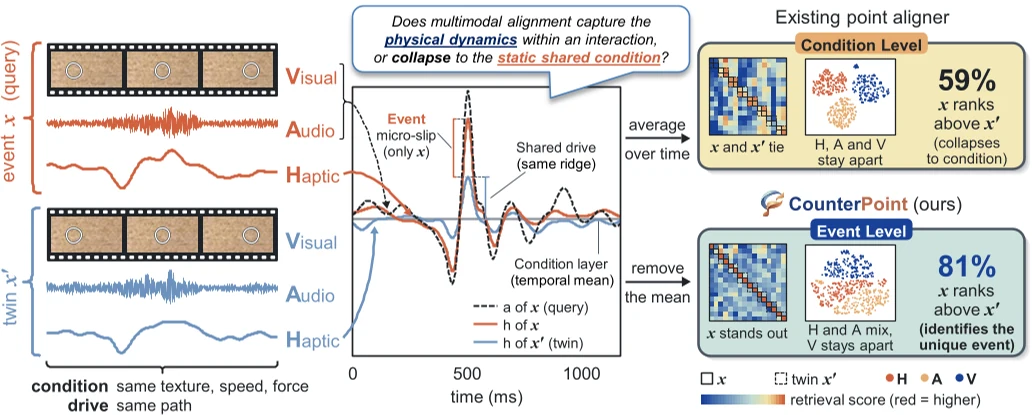 Does multimodal alignment capture the
physical dynamics within an interaction,
or collapse to the static shared condition?
event x (query)
Visual
Audio
Haptic
twin x′
Visual
Audio
Haptic
condition same texture, speed, force
drive same path
Event
micro-slip
(only x)
Shared drive
(same ridge)
Condition layer
(temporal mean)
a of x (query)
h of x
h of x′ (twin)
0
500
1000
time (ms)
average
over time
remove
the mean
Existing point aligner
Condition Level
x and x′ tie
H, A and V
stay apart
59%
x ranks
above x′
(collapses
to condition)
CounterPoint (ours)
Event Level
x stands out
H and A mix,
V stays apart
81%
x ranks
above x′
(identifies the
unique event)
x
twin x′
H
A
V
retrieval score (red = higher)